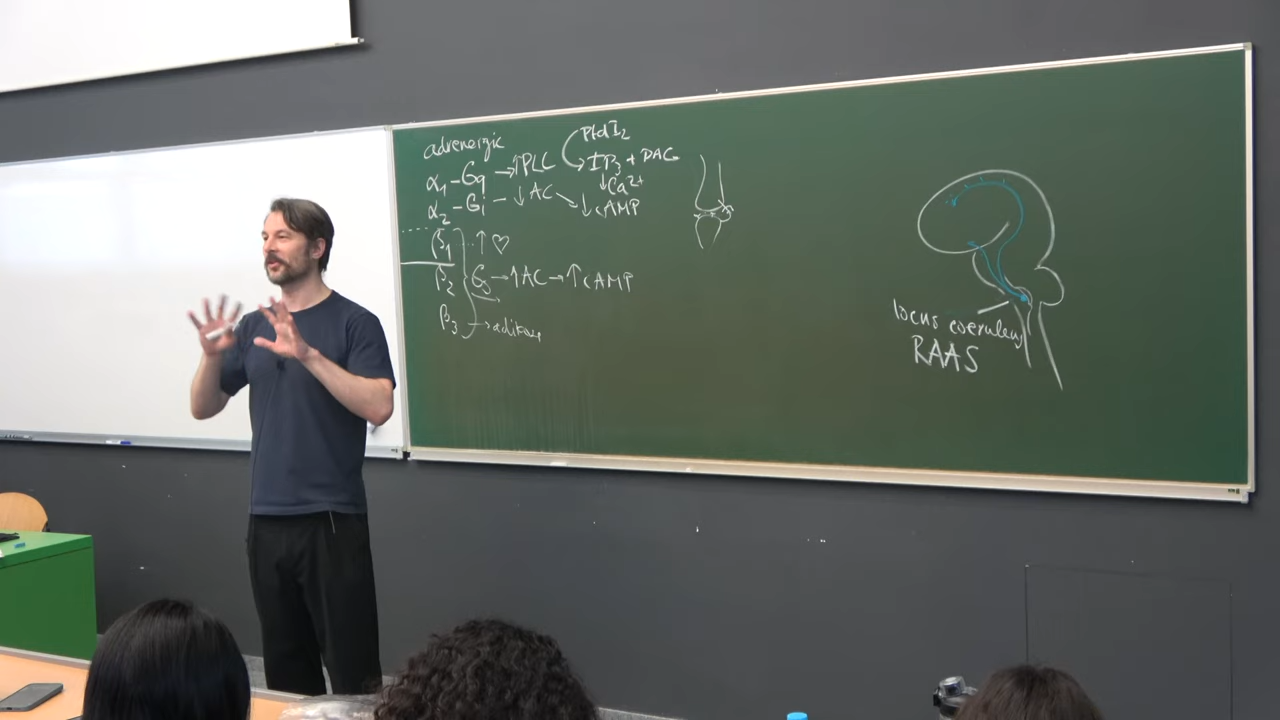 adrenergic
PtdI₂
α₁ - Gq → ↑PLC → IP₃ + DAG
↓Ca²⁺
α₂ - Gi - ↓AC ↘ ↓cAMP
β₁ ↑♡
β₂ Gs → ↑AC → ↑cAMP
β₃ →
locus coeruleus
RAAS